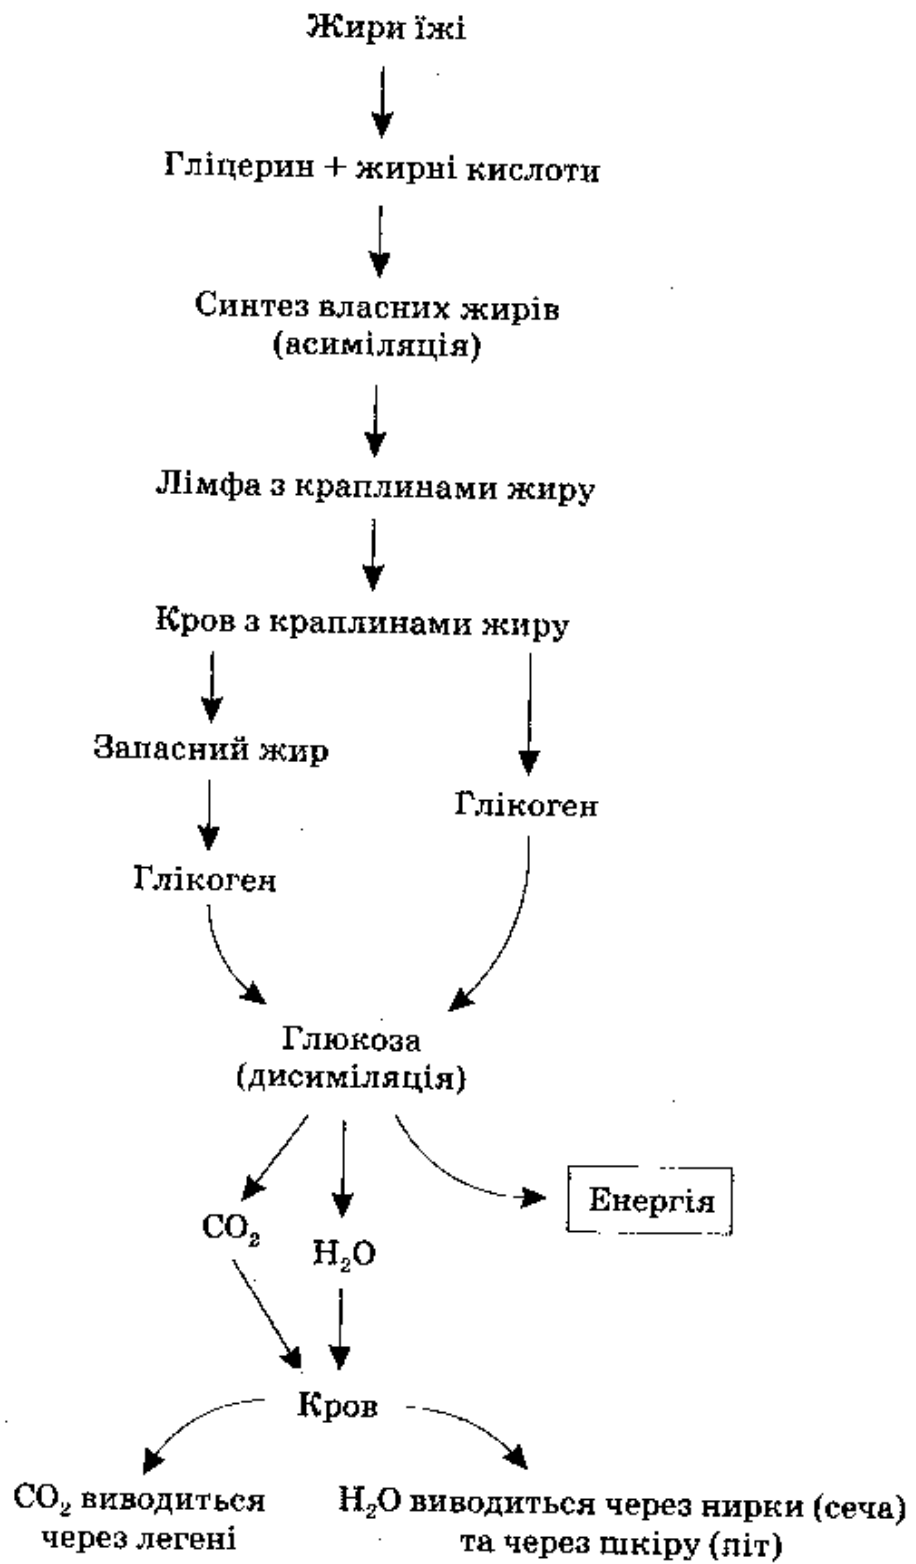 Жири їжі
Гліцерин + жирні кислоти
Синтез власних жирів
(асиміляція)
Лімфа з краплинами жиру
Кров з краплинами жиру
Запасний жир
Глікоген
Глікоген
Глюкоза
(дисиміляція)
CO₂
H₂O
Енергія
Кров
CO₂ виводиться
через легені
H₂O виводиться через нирки (сеча)
та через шкіру (піт)